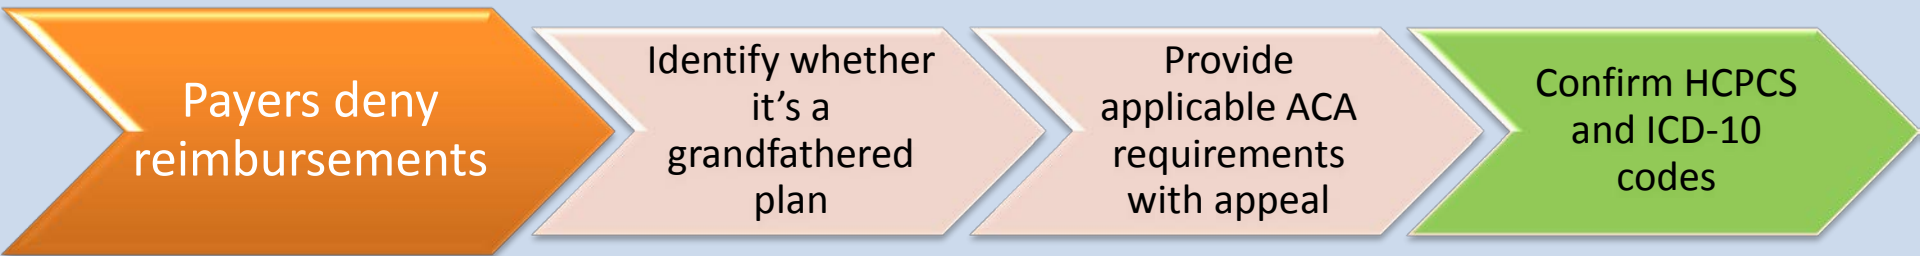 Payers deny
reimbursements
Identify whether
it’s a
grandfathered
plan
Provide
applicable ACA
requirements
with appeal
Confirm HCPCS
and ICD-10
codes